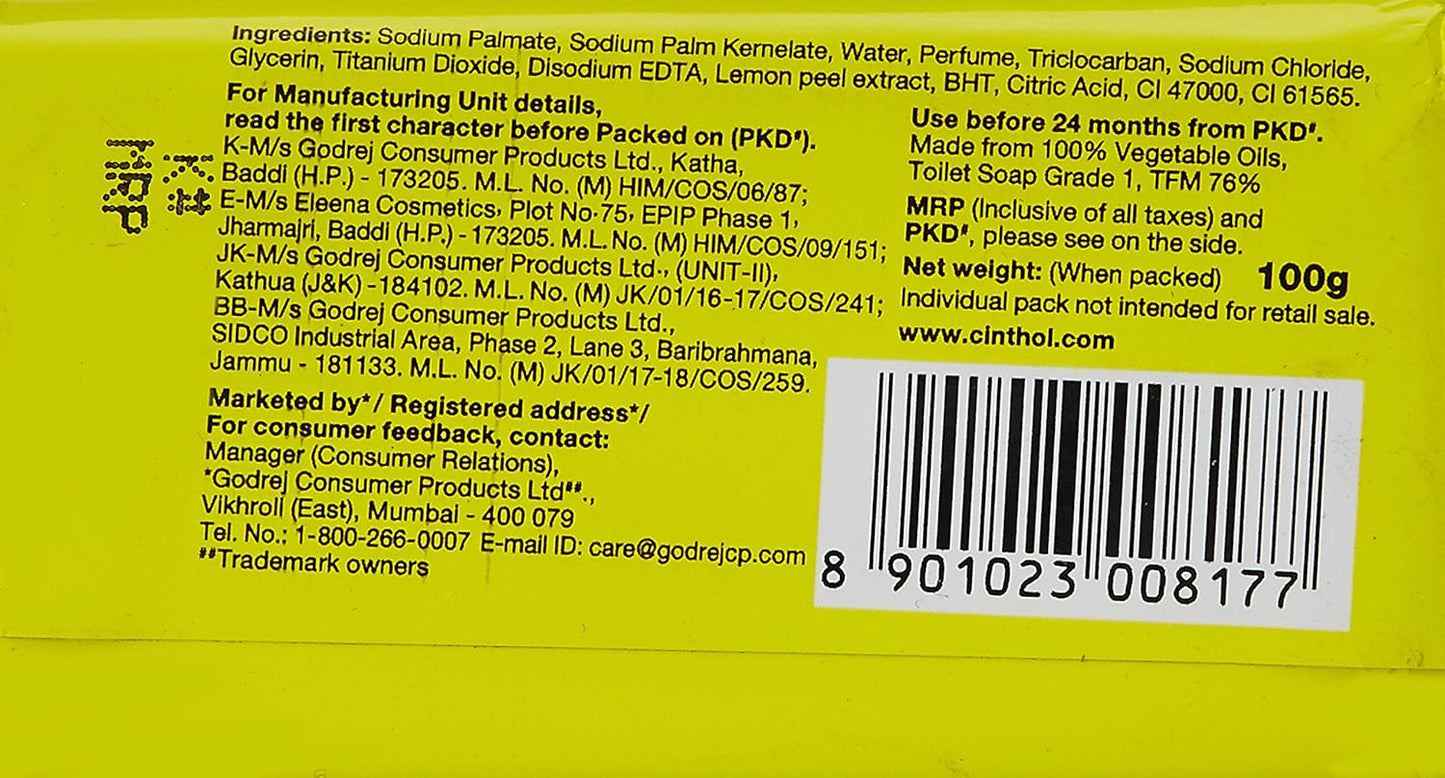 Ingredients: Sodium Palmate, Sodium Palm Kernelate, Water, Perfume, Triclocarban, Sodium Chloride,
Glycerin, Titanium Dioxide, Disodium EDTA, Lemon peel extract, BHT, Citric Acid, CI 47000, CI 61565.
For Manufacturing Unit details,
read the first character before Packed on (PKD#).
K-M/s Godrej Consumer Products Ltd., Katha,
Baddi (H.P.) - 173205. M.L. No. (M) HIM/COS/06/87;
E-M/s Eleena Cosmetics, Plot No.75, EPIP Phase 1,
Jharmajri, Baddi (H.P.) - 173205. M.L. No. (M) HIM/COS/09/151;
JK-M/s Godrej Consumer Products Ltd., (UNIT-II),
Kathua (J&K) -184102. M.L. No. (M) JK/01/16-17/COS/241;
BB-M/s Godrej Consumer Products Ltd.,
SIDCO Industrial Area, Phase 2, Lane 3, Baribrahmana,
Jammu - 181133. M.L. No. (M) JK/01/17-18/COS/259.
Marketed by*/ Registered address*/
For consumer feedback, contact:
Manager (Consumer Relations),
*Godrej Consumer Products Ltd##.,
Vikhroli (East), Mumbai - 400 079
Tel. No.: 1-800-266-0007 E-mail ID: care@godrejcp.com
##Trademark owners
Use before 24 months from PKD#.
Made from 100% Vegetable Oils,
Toilet Soap Grade 1, TFM 76%
MRP (Inclusive of all taxes) and
PKD#, please see on the side.
Net weight: (When packed) 100g
Individual pack not intended for retail sale.
www.cinthol.com
8 901023 008177
MRP